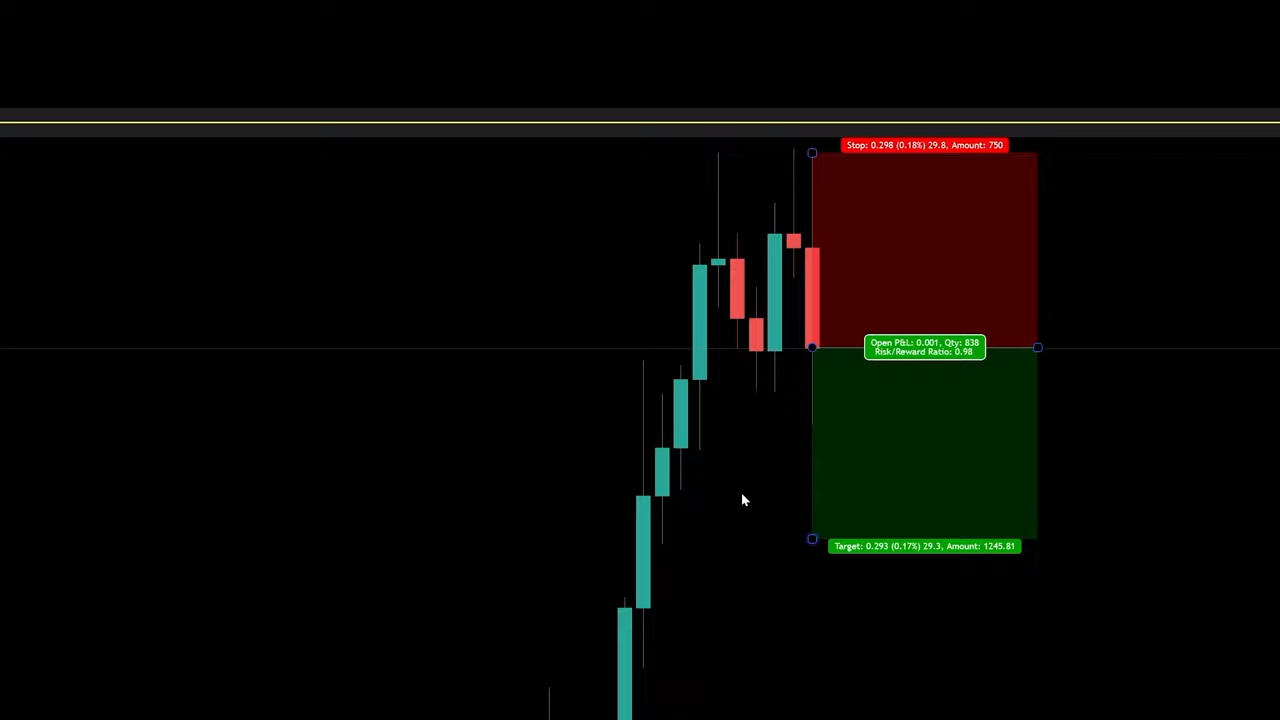 Stop: 0.298 (0.18%) 29.8, Amount: 750
Open P&L: 0.001, Qty: 838
Risk/Reward Ratio: 0.98
Target: 0.293 (0.17%) 29.3, Amount: 1245.81